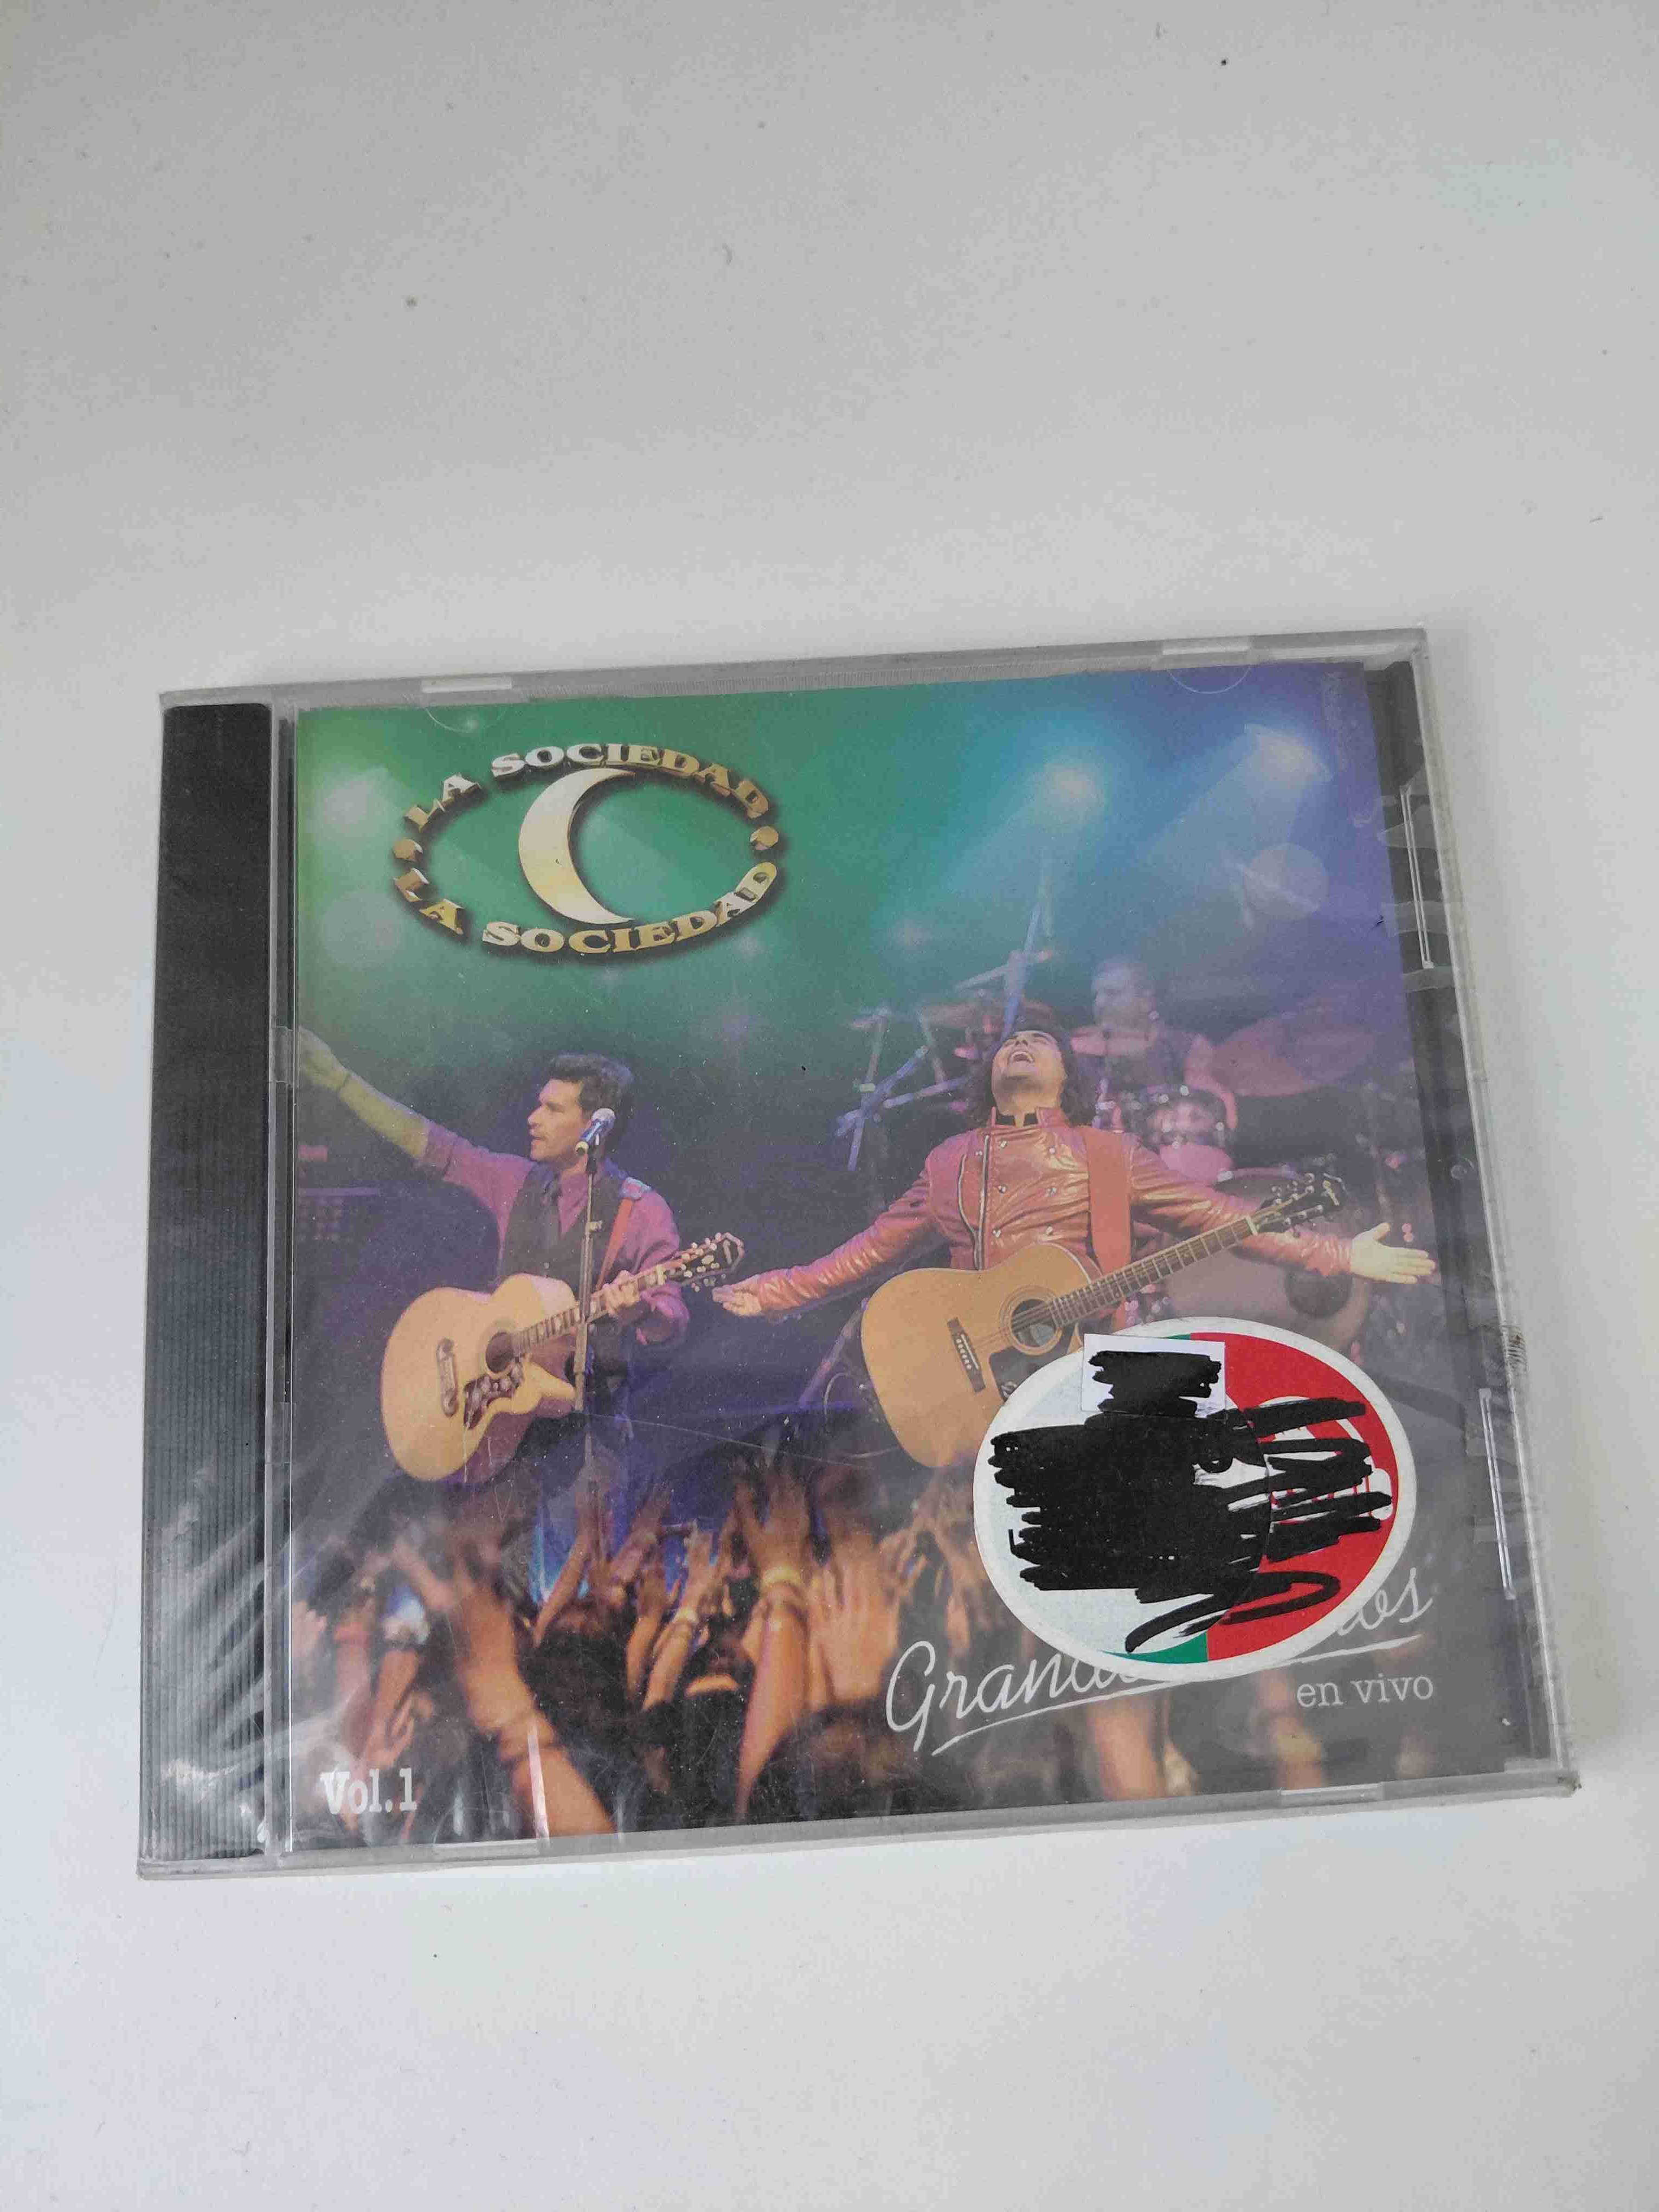 LA SOCIEDAD
LA SOCIEDAD
en vivo
Vol.1